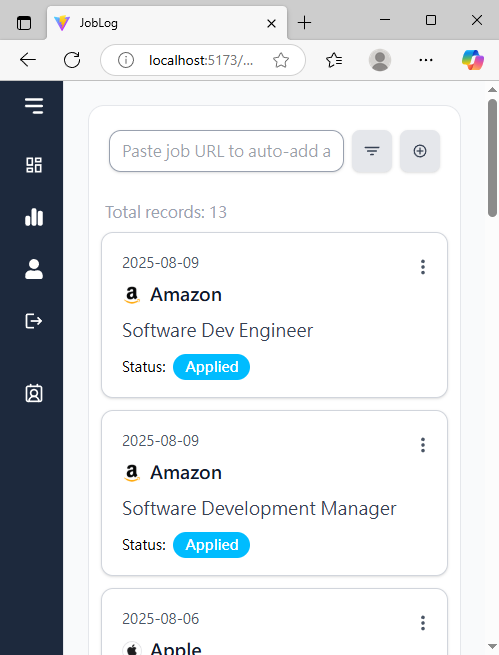 JobLog
localhost:5173/...
Paste job URL to auto-add a
Total records: 13
2025-08-09
Amazon
Software Dev Engineer
Status: Applied
2025-08-09
Amazon
Software Development Manager
Status: Applied
2025-08-06
Apple